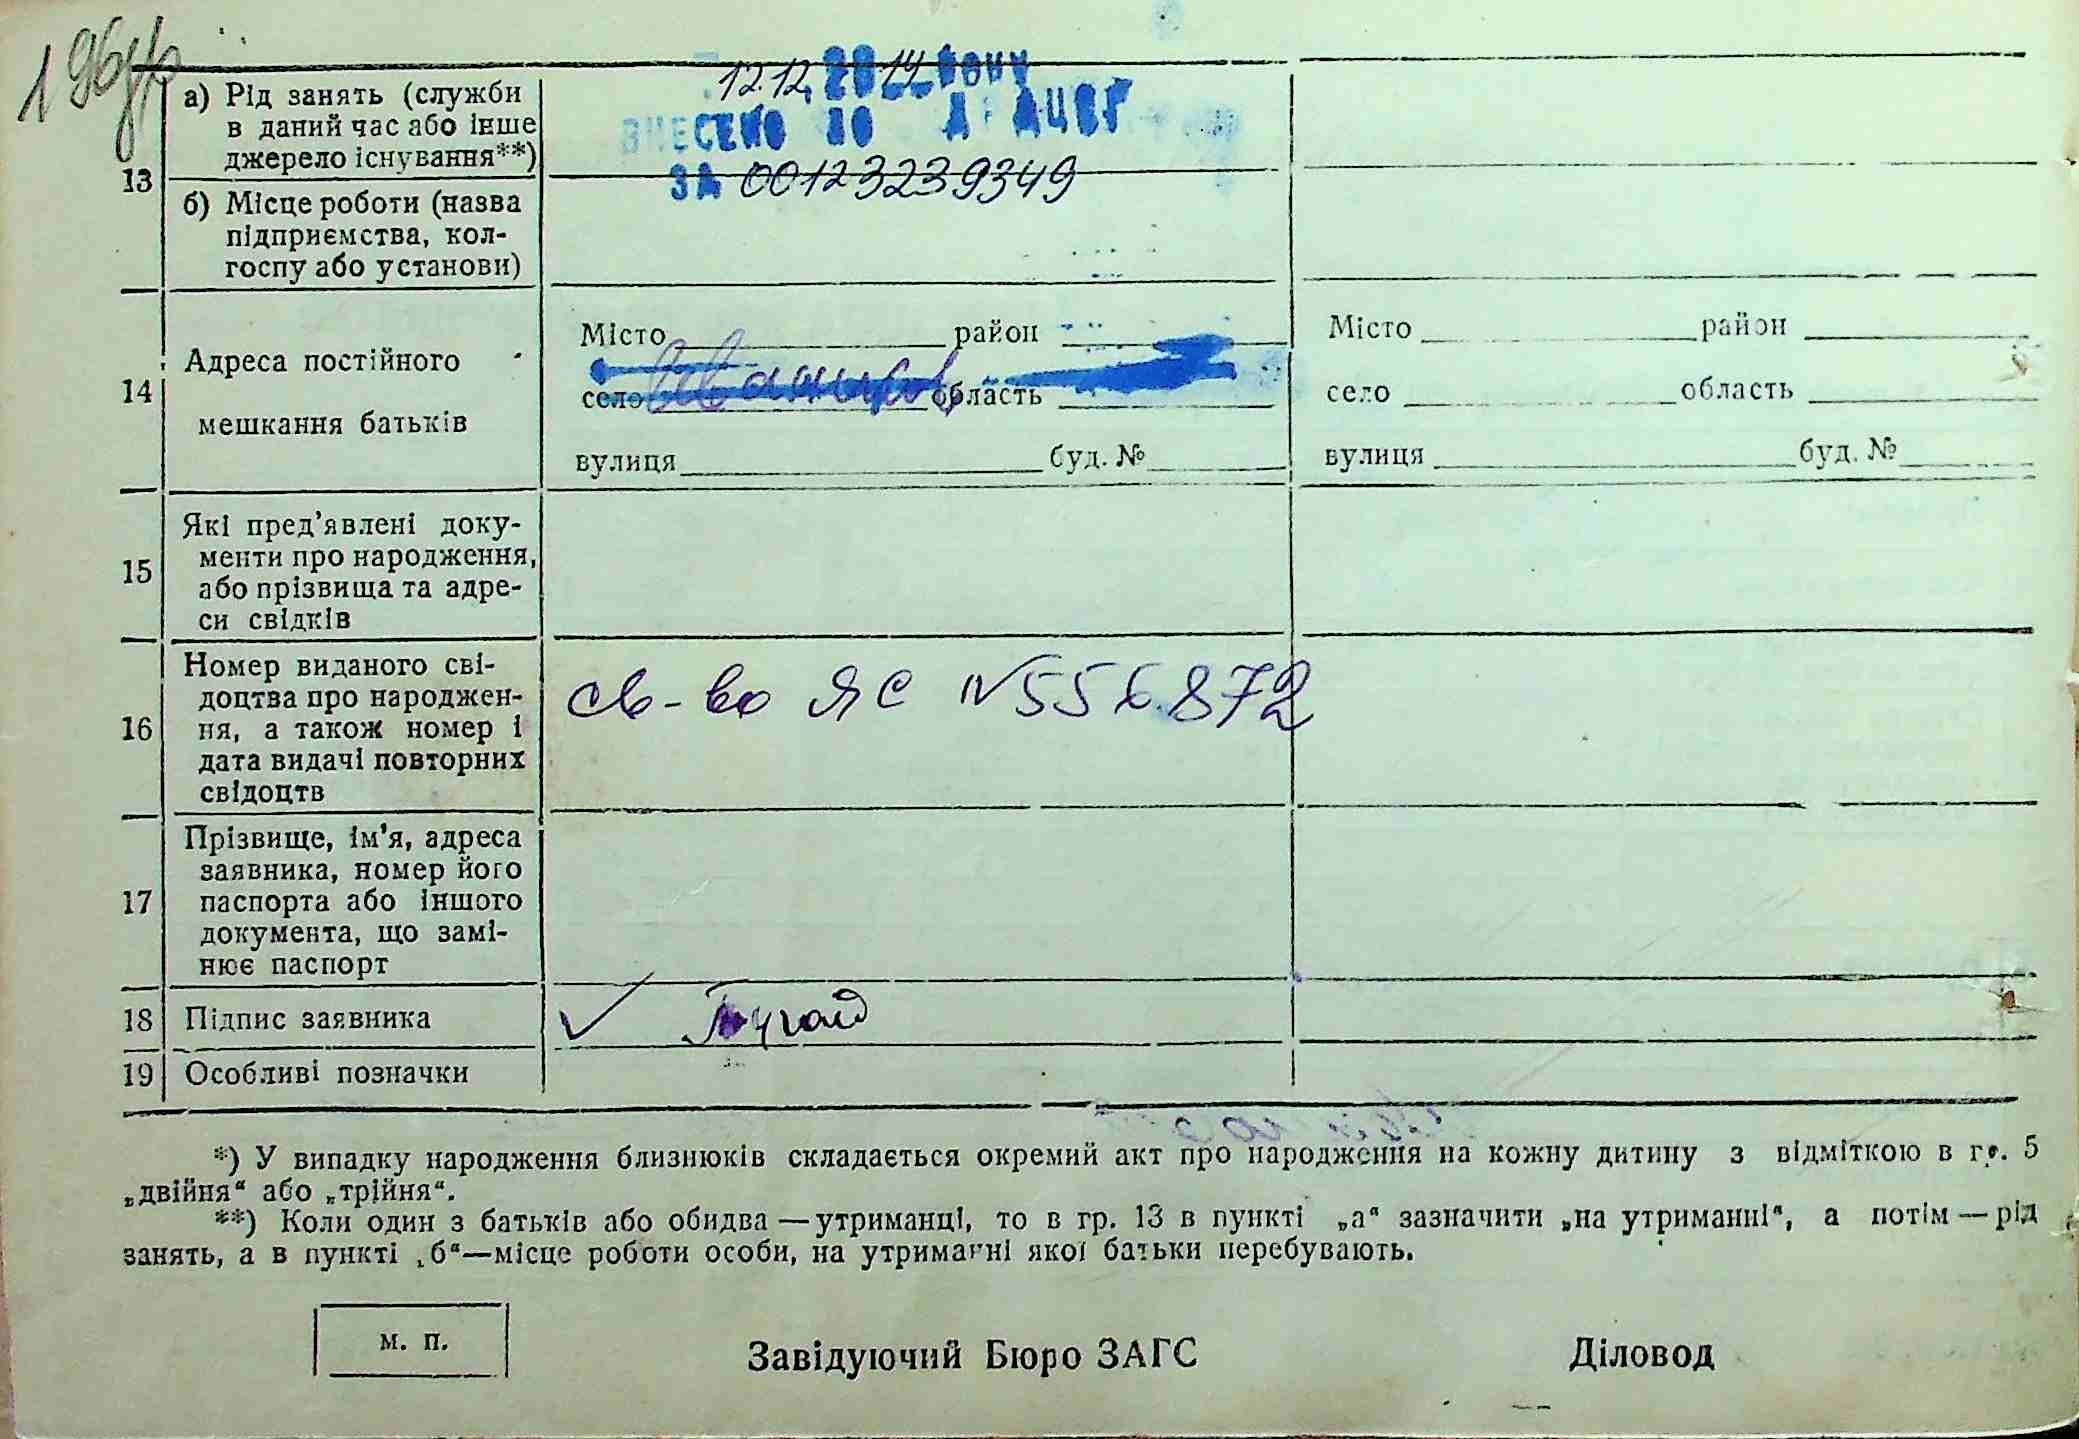 196
12.12.2014 року
а) Рід занять (служби
в даний час або інше
джерело існування**)
ВНЕСЕНО ДО ДРАЦСГ
ЗА 00123239349
13
б) Місце роботи (назва
підприємства, кол-
госпу або установи)
14
Адреса постійного
мешкання батьків
Місто район
село область
вулиця буд. №
Місто район
село область
вулиця буд. №
15
Які пред’явлені доку-
менти про народження,
або прізвища та адре-
си свідків
16
Номер виданого сві-
доцтва про народжен-
ня, а також номер і
дата видачі повторних
свідоцтв
св-во ЯС №556872
17
Прізвище, ім’я, адреса
заявника, номер його
паспорта або іншого
документа, що замі-
нює паспорт
18 Підпис заявника
19 Особливі позначки
*) У випадку народження близнюків складається окремий акт про народження на кожну дитину з відміткою в гр. 5
„двійня“ або „трійня“.
**) Коли один з батьків або обидва — утриманці, то в гр. 13 в пункті „а“ зазначити „на утриманні“, а потім — рід
занять, а в пункті „б“—місце роботи особи, на утриманні якої батьки перебувають.
м. п.
Завідуючий Бюро ЗАГС
Діловод